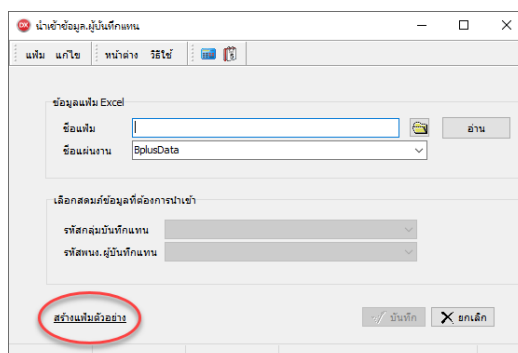 นำเข้าข้อมูล.ผู้บันทึกแทน
แฟ้ม แก้ไข หน้าต่าง วิธีใช้
ข้อมูลแฟ้ม Excel
ชื่อแฟ้ม อ่าน
ชื่อแผ่นงาน BplusData
เลือกสดมภ์ข้อมูลที่ต้องการนำเข้า
รหัสกลุ่มบันทึกแทน
รหัสพนง.ผู้บันทึกแทน
สร้างแฟ้มตัวอย่าง บันทึก ยกเลิก